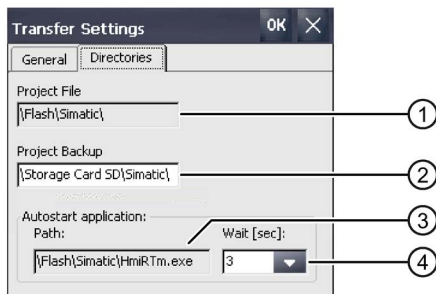 Transfer Settings OK
General Directories
Project File
\Flash\Simatic\
1
Project Backup
\Storage Card SD\Simatic\
2
Autostart application:
3
Path: Wait [sec]:
\Flash\Simatic\HmiRTm.exe 3
4